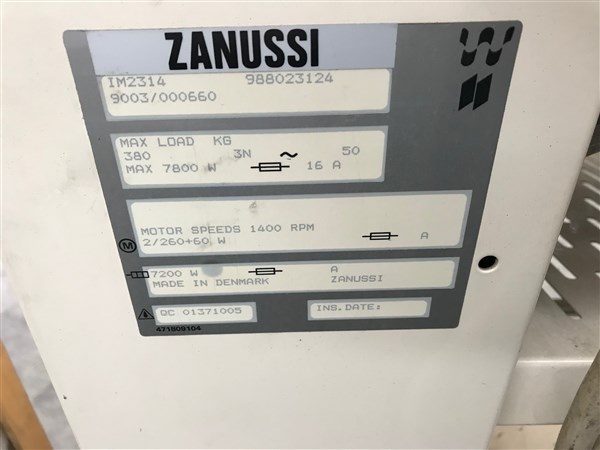 ZANUSSI
IM2314 988023124
9003/000660
MAX LOAD KG
380 3N ~ 50
MAX 7800 W 16 A
MOTOR SPEEDS 1400 RPM
M 2/260+60 W A
7200 W A
MADE IN DENMARK ZANUSSI
QC 01371005 INS.DATE:
471809104